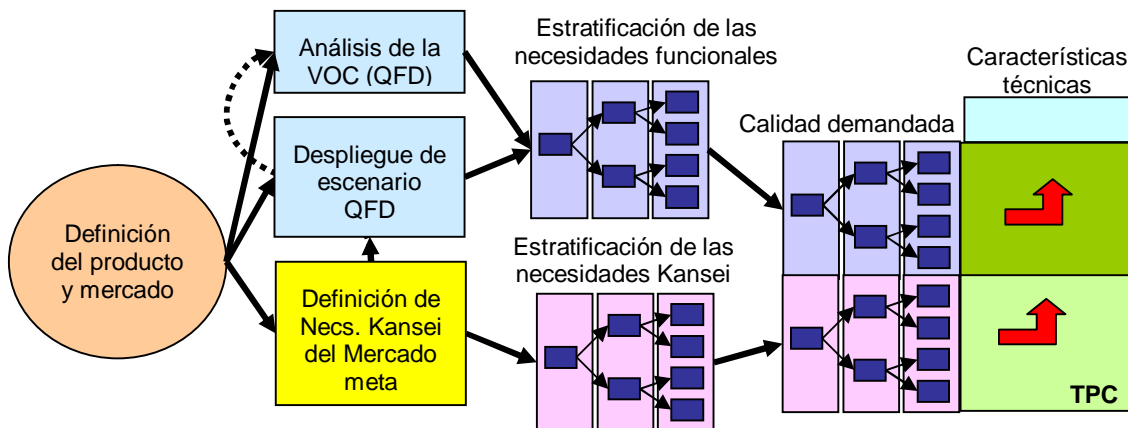 Definición
del producto
y mercado
Análisis de la
VOC (QFD)
Despliegue de
escenario
QFD
Definición de
Necs. Kansei
del Mercado
meta
Estratificación de las
necesidades funcionales
Estratificación de las
necesidades Kansei
Calidad demandada
Características
técnicas
TPC